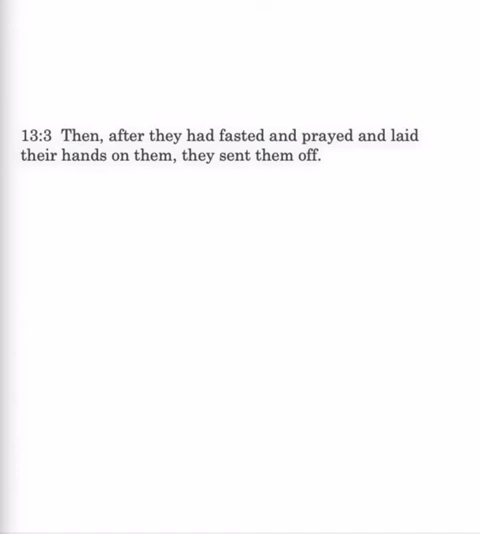 13:3 Then, after they had fasted and prayed and laid
their hands on them, they sent them off.